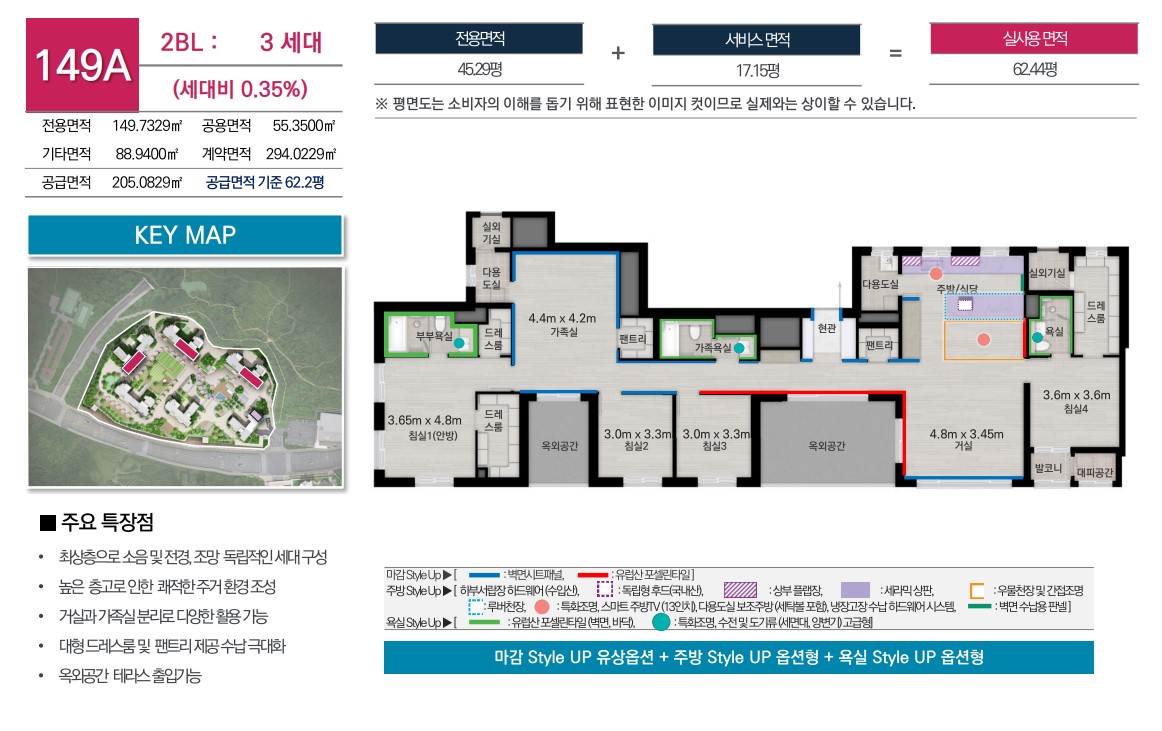 149A
2BL : 3 세대
(세대비 0.35%)
전용면적 149.7329㎡ 공용면적 55.3500㎡
기타면적 88.9400㎡ 계약면적 294.0229㎡
공급면적 205.0829㎡ 공급면적 기준 62.2평
전용면적 + 서비스 면적 = 실사용 면적
45.29평 17.15평 62.44평
※ 평면도는 소비자의 이해를 돕기 위해 표현한 이미지 컷이므로 실제와는 상이할 수 있습니다.
KEY MAP
■ 주요 특장점
• 최상층으로 소음 및 전경, 조망 독립적인 세대 구성
• 높은 층고로 인한 쾌적한 주거 환경 조성
• 거실과 가족실 분리로 다양한 활용 가능
• 대형 드레스룸 및 팬트리 제공 수납 극대화
• 옥외공간 테라스 출입가능
실외
기실
다용
도실
4.4m x 4.2m
가족실
부부욕실
드레
스룸
팬트리
가족욕실
현관
팬트리
다용도실
주방/식당
실외기실
드레
스룸
욕실
3.65m x 4.8m
침실1(안방)
드레
스룸
옥외공간
3.0m x 3.3m
침실2
3.0m x 3.3m
침실3
옥외공간
4.8m x 3.45m
거실
3.6m x 3.6m
침실4
발코니
대피공간
마감 Style Up ▶ [ : 벽면시트패널, : 유럽산 포셀린타일 ]
주방 Style Up ▶ [ 하부서랍장 하드웨어 (수입산), : 독립형 후드(국내산), : 상부 플랩장, : 세라믹 상판, : 우물천장 및 간접조명
: 루버천장, : 특화조명, 스마트 주방TV (13인치), 다용도실 보조주방 (세탁볼 포함), 냉장고장 수납 하드웨어 시스템, : 벽면 수납용 판넬 ]
욕실 Style Up ▶ [ : 유럽산 포셀린타일 (벽면, 바닥), : 특화조명, 수전 및 도기류 (세면대, 양변기) 고급형]
마감 Style UP 유상옵션 + 주방 Style UP 옵션형 + 욕실 Style UP 옵션형